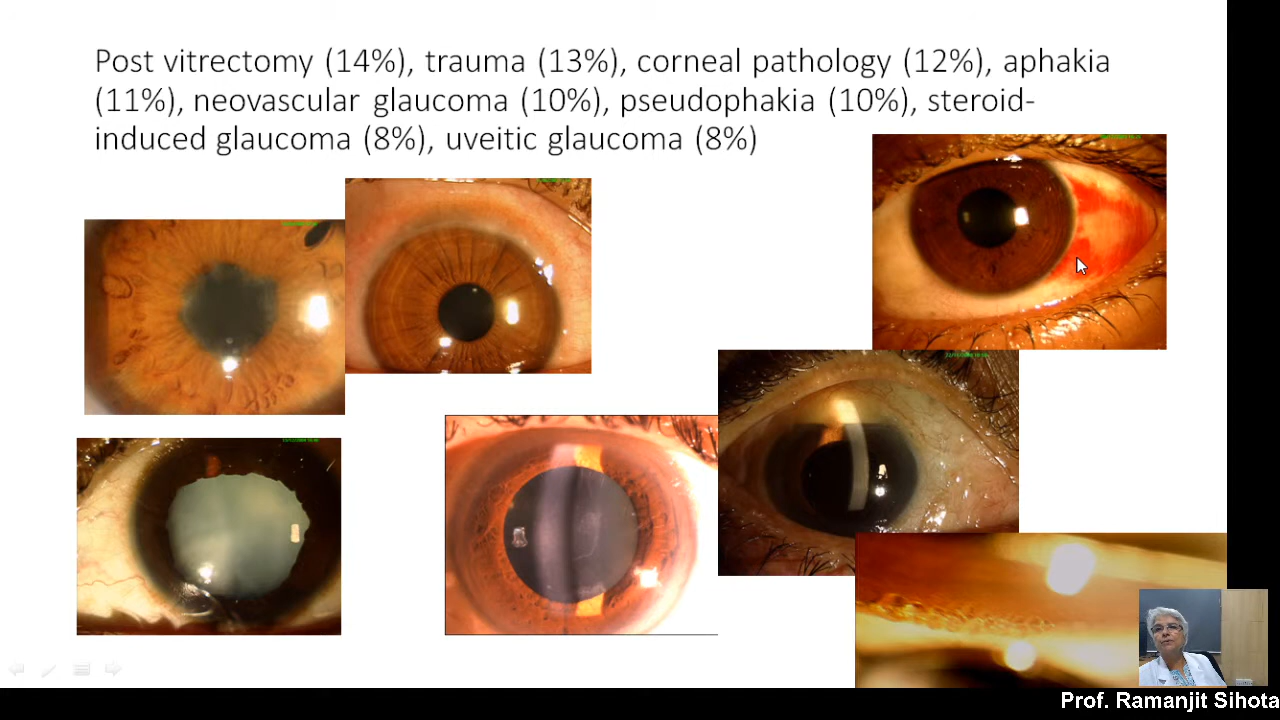 Post vitrectomy (14%), trauma (13%), corneal pathology (12%), aphakia
(11%), neovascular glaucoma (10%), pseudophakia (10%), steroid-
induced glaucoma (8%), uveitic glaucoma (8%)
Prof. Ramanjit Sihota